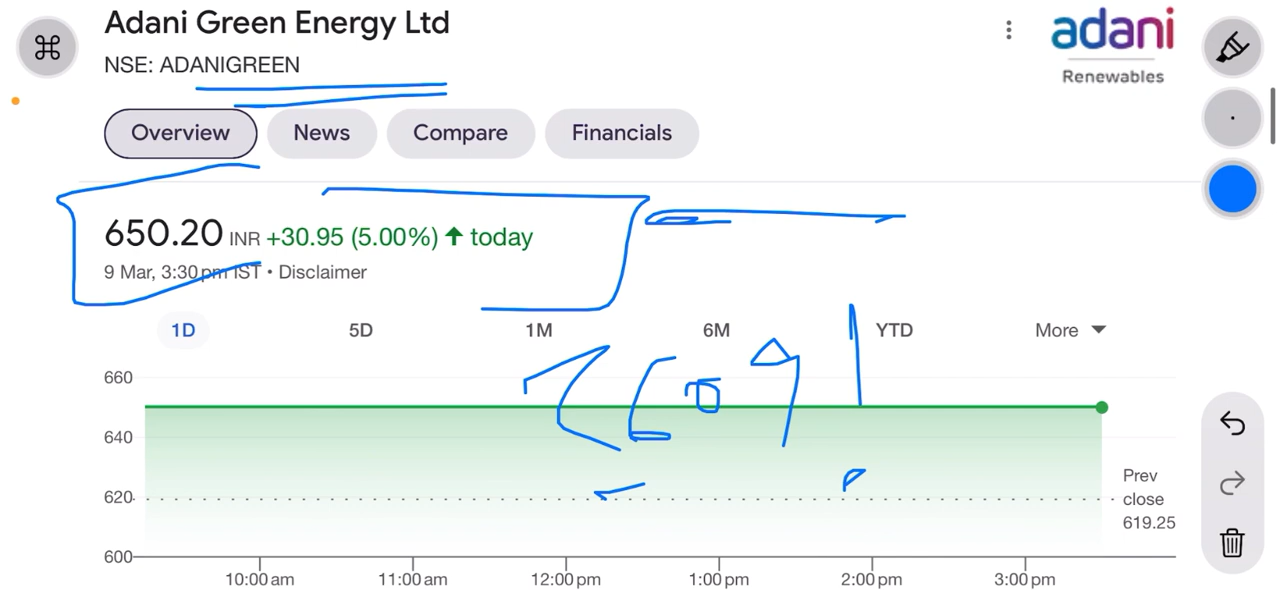 Adani Green Energy Ltd
NSE: ADANIGREEN
adani
Renewables
Overview News Compare Financials
650.20 INR +30.95 (5.00%) ↑ today
9 Mar, 3:30 pm IST • Disclaimer
1D 5D 1M 6M YTD More
660
640
620
600
Prev
close
619.25
10:00 am 11:00 am 12:00 pm 1:00 pm 2:00 pm 3:00 pm